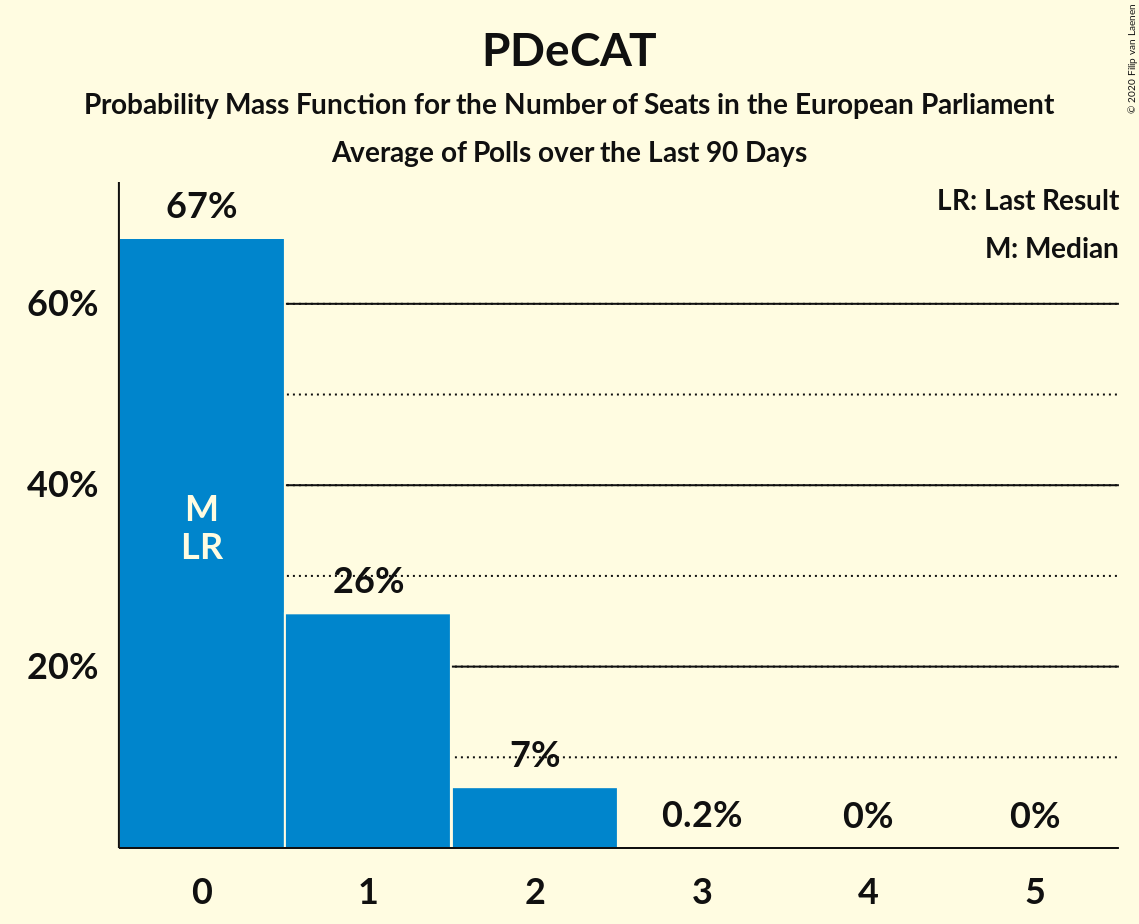 PDeCAT
Probability Mass Function for the Number of Seats in the European Parliament
Average of Polls over the Last 90 Days
© 2020 Filip van Laenen
LR: Last Result
M: Median
67%
60%
40%
M
LR
26%
20%
7%
0.2%
0%
0%
0 1 2 3 4 5